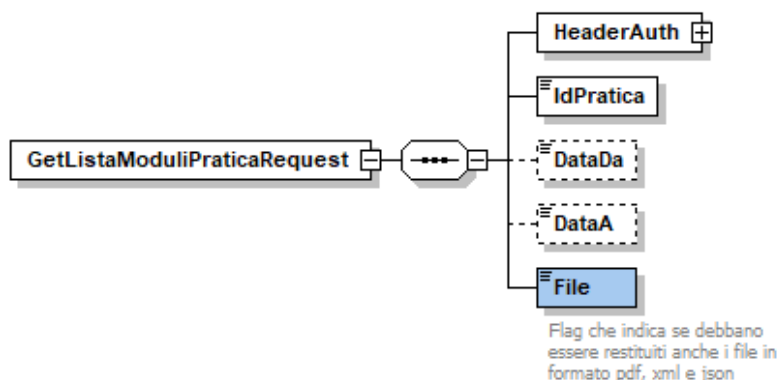 HeaderAuth
IdPratica
GetListaModuliPraticaRequest
DataDa
DataA
File
Flag che indica se debbano
essere restituiti anche i file in
formato pdf, xml e json